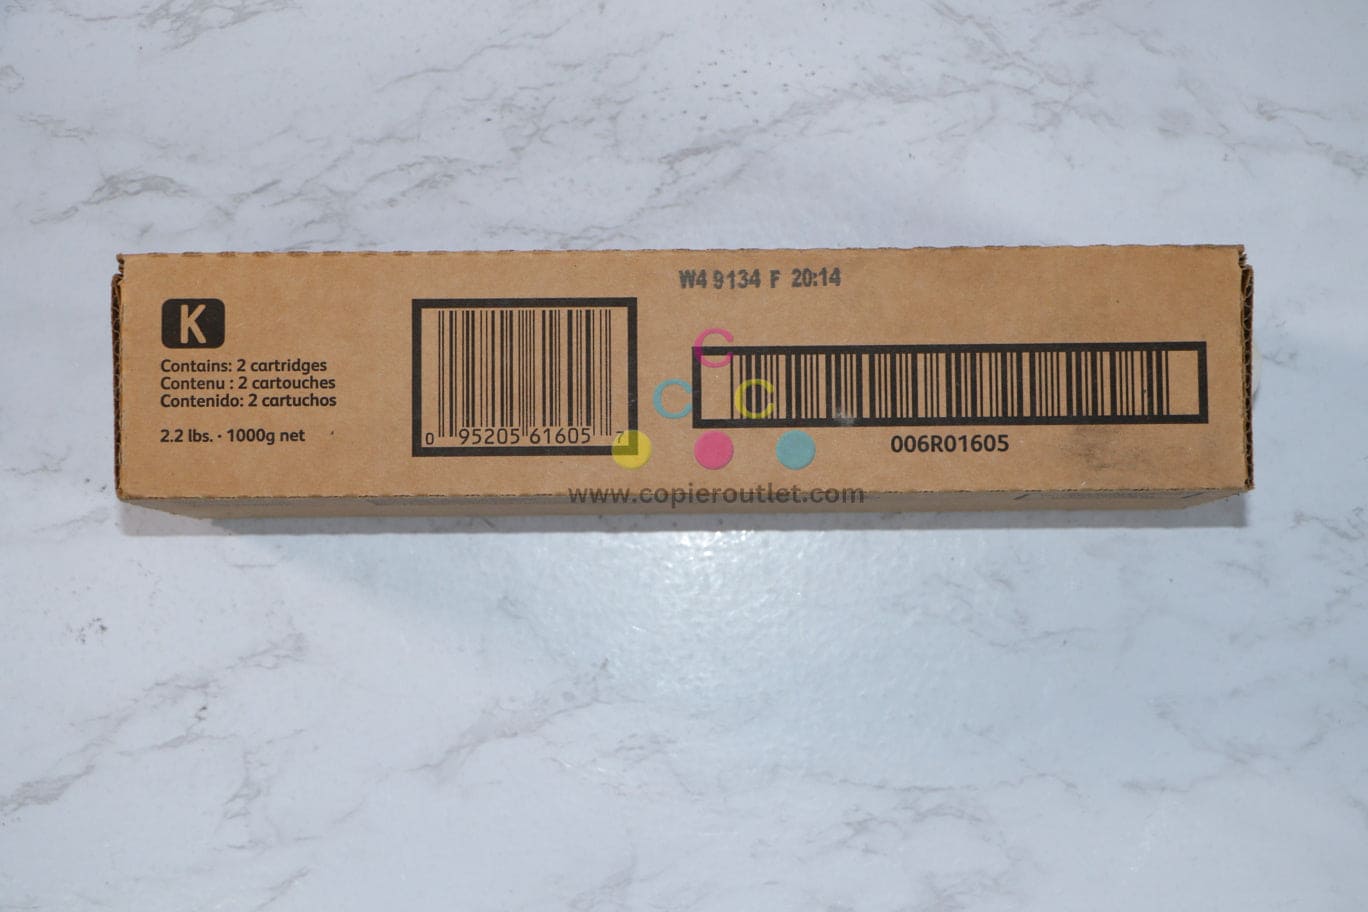 W4 9134 F 20:14
K
Contains: 2 cartridges
Contenu : 2 cartouches
Contenido: 2 cartuchos
2.2 lbs. · 1000g net
0 95205 61605 7
006R01605
C
C C
www.copieroutlet.com